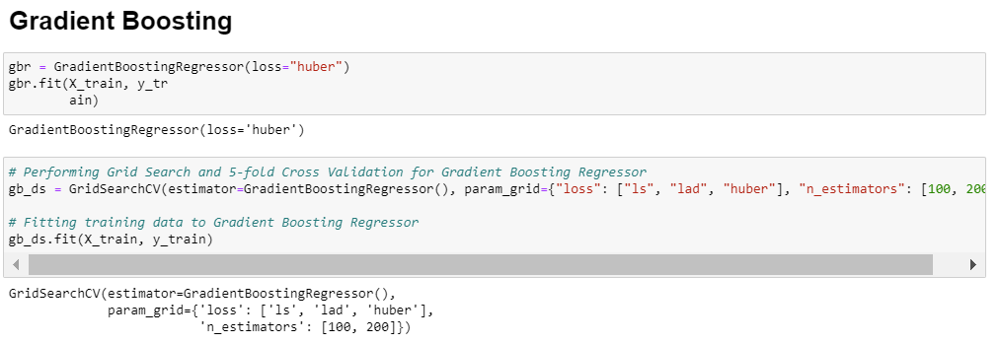 Gradient Boosting
gbr = GradientBoostingRegressor(loss="huber")
gbr.fit(X_train, y_tr
        ain)
GradientBoostingRegressor(loss='huber')
# Performing Grid Search and 5-fold Cross Validation for Gradient Boosting Regressor
gb_ds = GridSearchCV(estimator=GradientBoostingRegressor(), param_grid={"loss": ["ls", "lad", "huber"], "n_estimators": [100, 200
# Fitting training data to Gradient Boosting Regressor
gb_ds.fit(X_train, y_train)
GridSearchCV(estimator=GradientBoostingRegressor(),
             param_grid={'loss': ['ls', 'lad', 'huber'],
                         'n_estimators': [100, 200]})